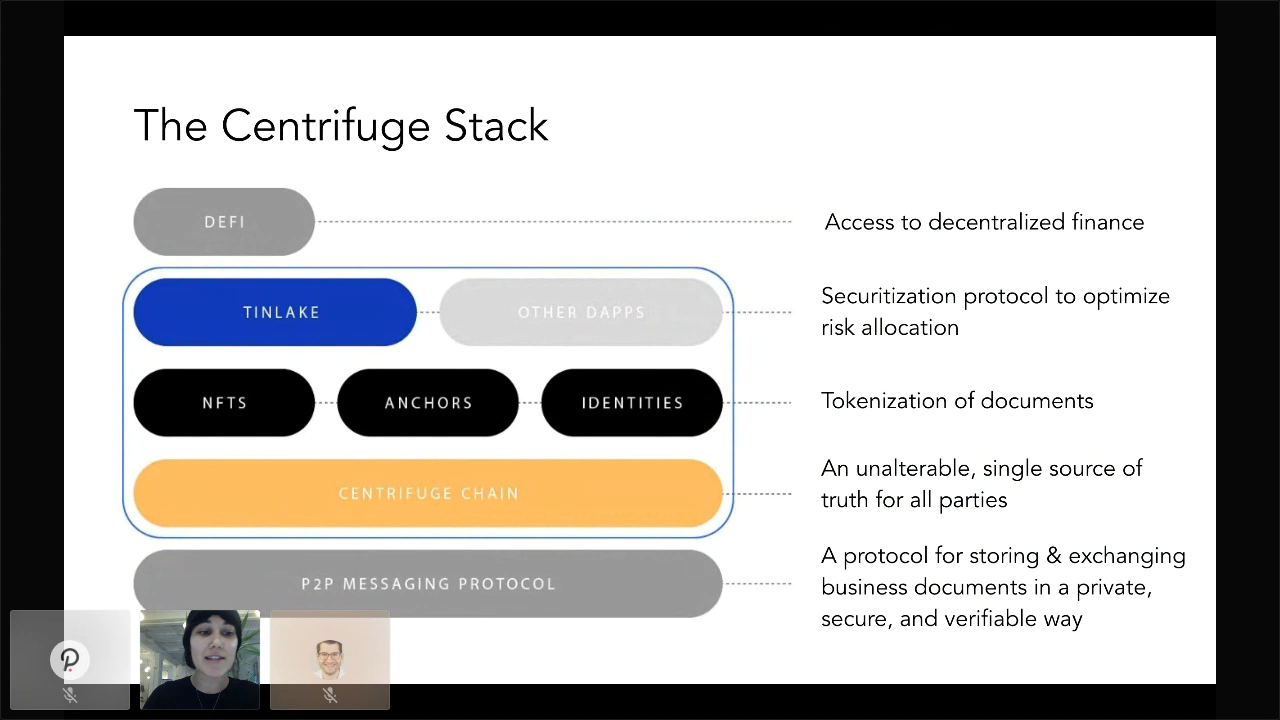 The Centrifuge Stack
DEFI
Access to decentralized finance
TINLAKE
OTHER DAPPS
Securitization protocol to optimize
risk allocation
NFTS
ANCHORS
IDENTITIES
Tokenization of documents
CENTRIFUGE CHAIN
An unalterable, single source of
truth for all parties
P2P MESSAGING PROTOCOL
A protocol for storing & exchanging
business documents in a private,
secure, and verifiable way